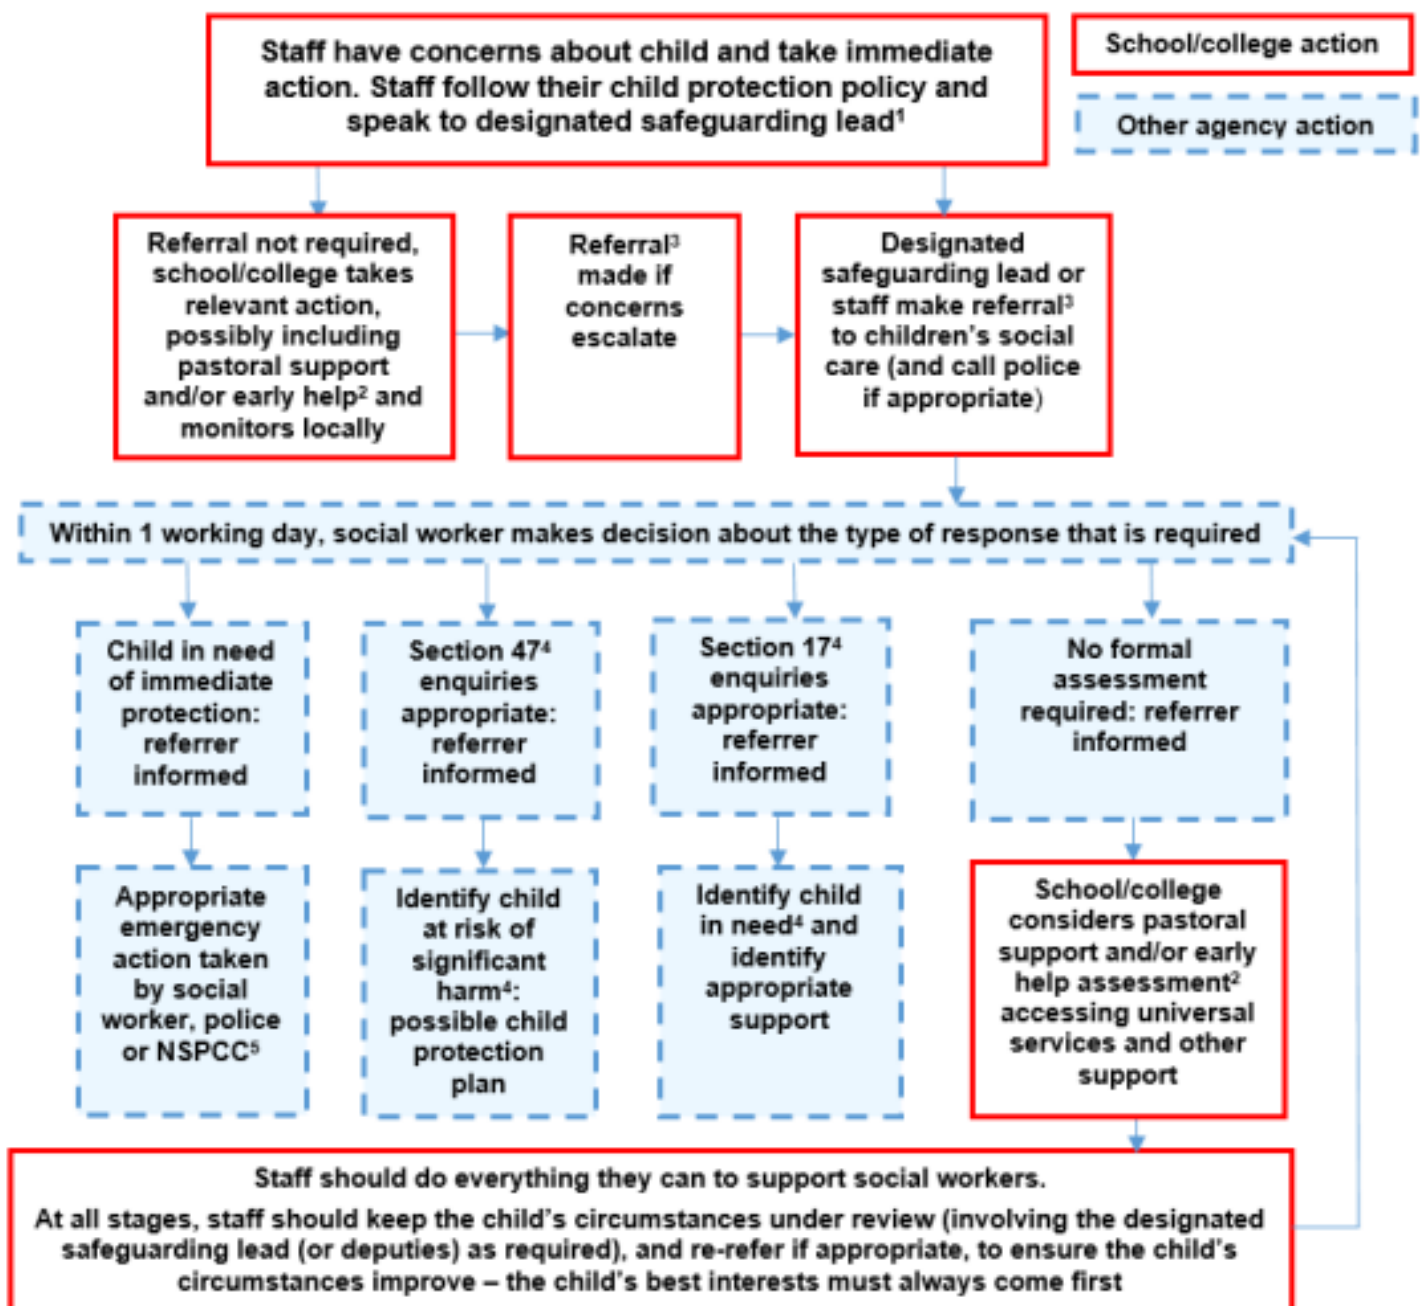 Staff have concerns about child and take immediate
action. Staff follow their child protection policy and
speak to designated safeguarding lead¹
School/college action
Other agency action
Referral not required,
school/college takes
relevant action,
possibly including
pastoral support
and/or early help² and
monitors locally
Referral³
made if
concerns
escalate
Designated
safeguarding lead or
staff make referral³
to children's social
care (and call police
if appropriate)
Within 1 working day, social worker makes decision about the type of response that is required
Child in need
of immediate
protection:
referrer
informed
Section 47⁴
enquiries
appropriate:
referrer
informed
Section 17⁴
enquiries
appropriate:
referrer
informed
No formal
assessment
required: referrer
informed
Appropriate
emergency
action taken
by social
worker, police
or NSPCC⁵
Identify child
at risk of
significant
harm⁴:
possible child
protection
plan
Identify child
in need⁴ and
identify
appropriate
support
School/college
considers pastoral
support and/or early
help assessment²
accessing universal
services and other
support
Staff should do everything they can to support social workers.
At all stages, staff should keep the child's circumstances under review (involving the designated
safeguarding lead (or deputies) as required), and re-refer if appropriate, to ensure the child's
circumstances improve – the child's best interests must always come first